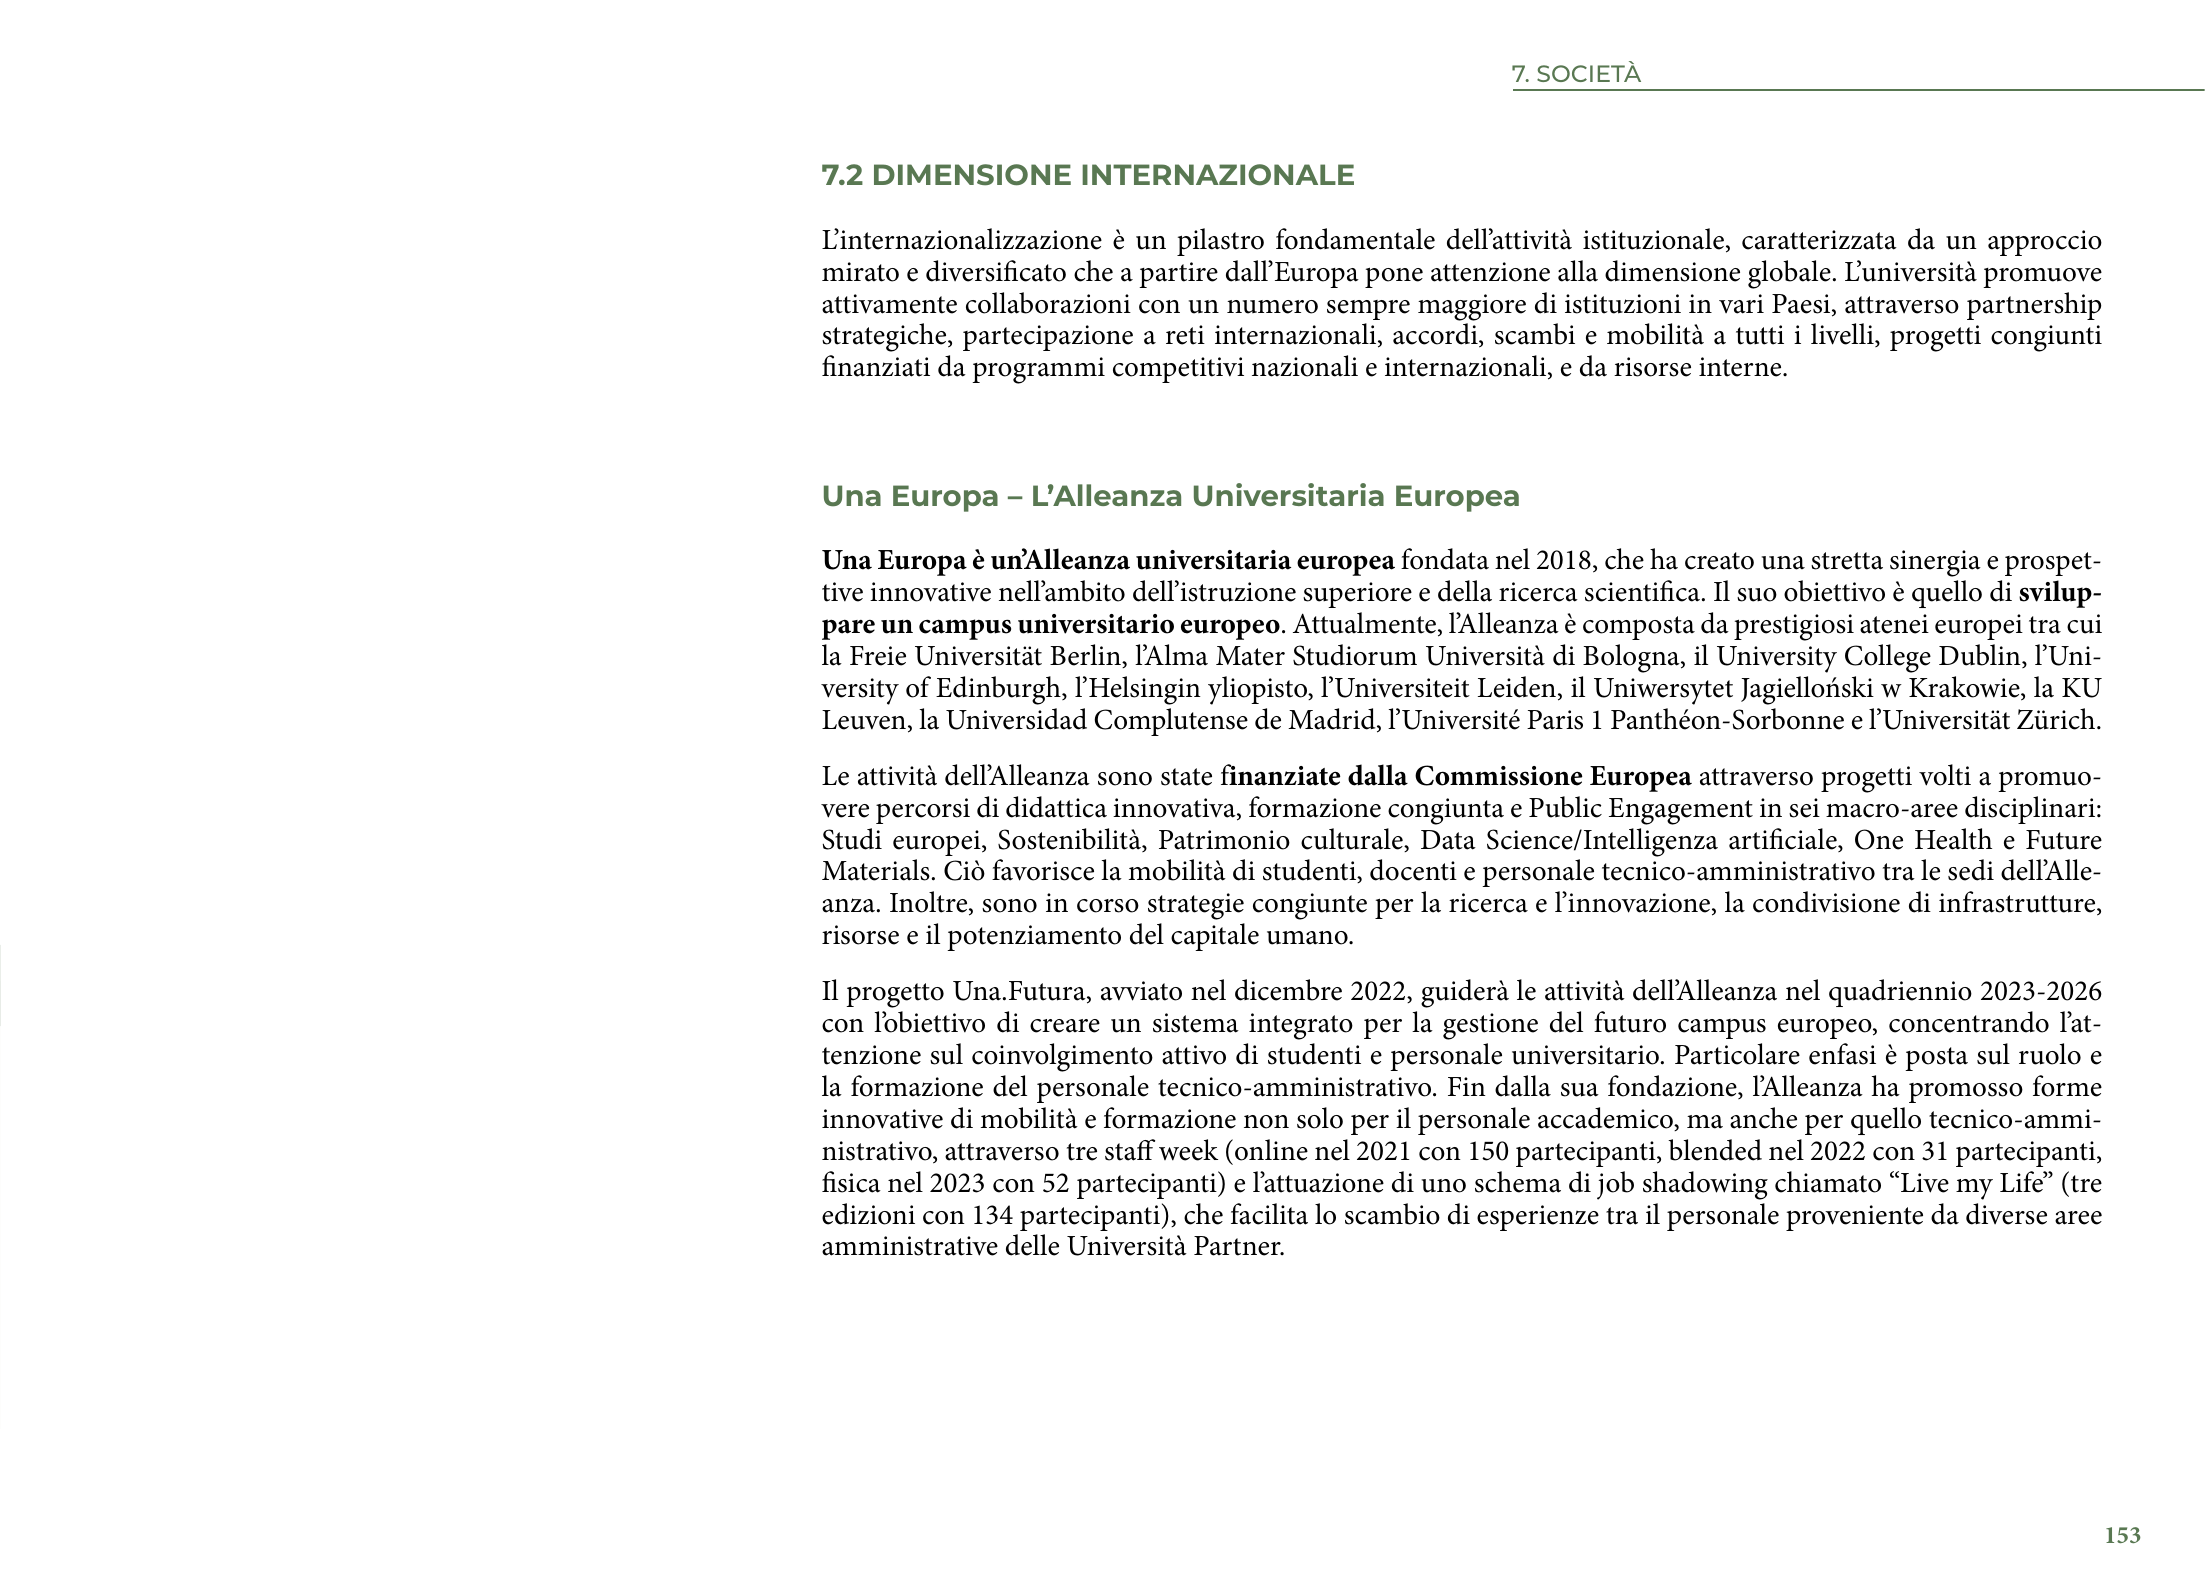 7. SOCIETÀ
7.2 DIMENSIONE INTERNAZIONALE
L’internazionalizzazione è un pilastro fondamentale dell’attività istituzionale, caratterizzata da un approccio
mirato e diversificato che a partire dall’Europa pone attenzione alla dimensione globale. L’università promuove
attivamente collaborazioni con un numero sempre maggiore di istituzioni in vari Paesi, attraverso partnership
strategiche, partecipazione a reti internazionali, accordi, scambi e mobilità a tutti i livelli, progetti congiunti
finanziati da programmi competitivi nazionali e internazionali, e da risorse interne.
Una Europa – L’Alleanza Universitaria Europea
Una Europa è un’Alleanza universitaria europea fondata nel 2018, che ha creato una stretta sinergia e prospet-
tive innovative nell’ambito dell’istruzione superiore e della ricerca scientifica. Il suo obiettivo è quello di svilup-
pare un campus universitario europeo. Attualmente, l’Alleanza è composta da prestigiosi atenei europei tra cui
la Freie Universität Berlin, l’Alma Mater Studiorum Università di Bologna, il University College Dublin, l’Uni-
versity of Edinburgh, l’Helsingin yliopisto, l’Universiteit Leiden, il Uniwersytet Jagielloński w Krakowie, la KU
Leuven, la Universidad Complutense de Madrid, l’Université Paris 1 Panthéon-Sorbonne e l’Universität Zürich.
Le attività dell’Alleanza sono state finanziate dalla Commissione Europea attraverso progetti volti a promuo-
vere percorsi di didattica innovativa, formazione congiunta e Public Engagement in sei macro-aree disciplinari:
Studi europei, Sostenibilità, Patrimonio culturale, Data Science/Intelligenza artificiale, One Health e Future
Materials. Ciò favorisce la mobilità di studenti, docenti e personale tecnico-amministrativo tra le sedi dell’Alle-
anza. Inoltre, sono in corso strategie congiunte per la ricerca e l’innovazione, la condivisione di infrastrutture,
risorse e il potenziamento del capitale umano.
Il progetto Una.Futura, avviato nel dicembre 2022, guiderà le attività dell’Alleanza nel quadriennio 2023-2026
con l’obiettivo di creare un sistema integrato per la gestione del futuro campus europeo, concentrando l’at-
tenzione sul coinvolgimento attivo di studenti e personale universitario. Particolare enfasi è posta sul ruolo e
la formazione del personale tecnico-amministrativo. Fin dalla sua fondazione, l’Alleanza ha promosso forme
innovative di mobilità e formazione non solo per il personale accademico, ma anche per quello tecnico-ammi-
nistrativo, attraverso tre staff week (online nel 2021 con 150 partecipanti, blended nel 2022 con 31 partecipanti,
fisica nel 2023 con 52 partecipanti) e l’attuazione di uno schema di job shadowing chiamato “Live my Life” (tre
edizioni con 134 partecipanti), che facilita lo scambio di esperienze tra il personale proveniente da diverse aree
amministrative delle Università Partner.
153